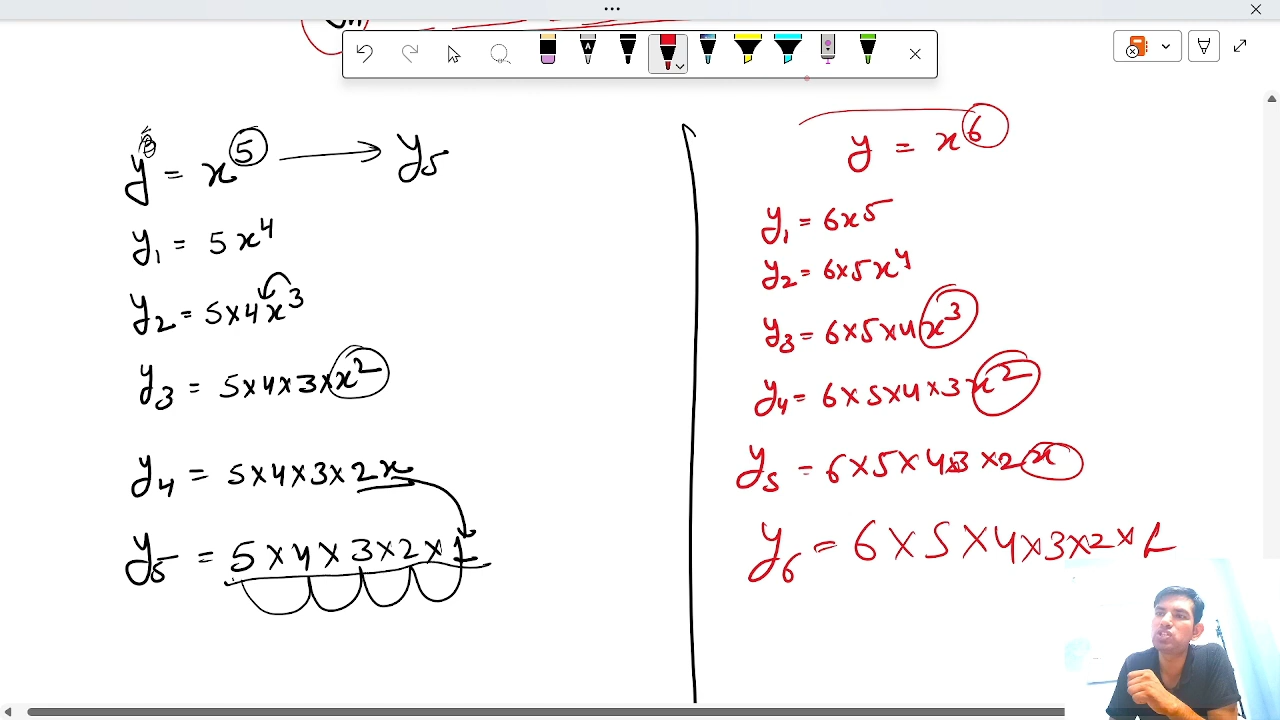 y = x⁵ → y₅
y₁ = 5x⁴
y₂ = 5×4x³
y₃ = 5×4×3×x²
y₄ = 5×4×3×2x
y₅ = 5×4×3×2×1
y = x⁶
y₁ = 6x⁵
y₂ = 6×5x⁴
y₃ = 6×5×4x³
y₄ = 6×5×4×3x²
y₅ = 6×5×4×3×2x
y₆ = 6×5×4×3×2×1